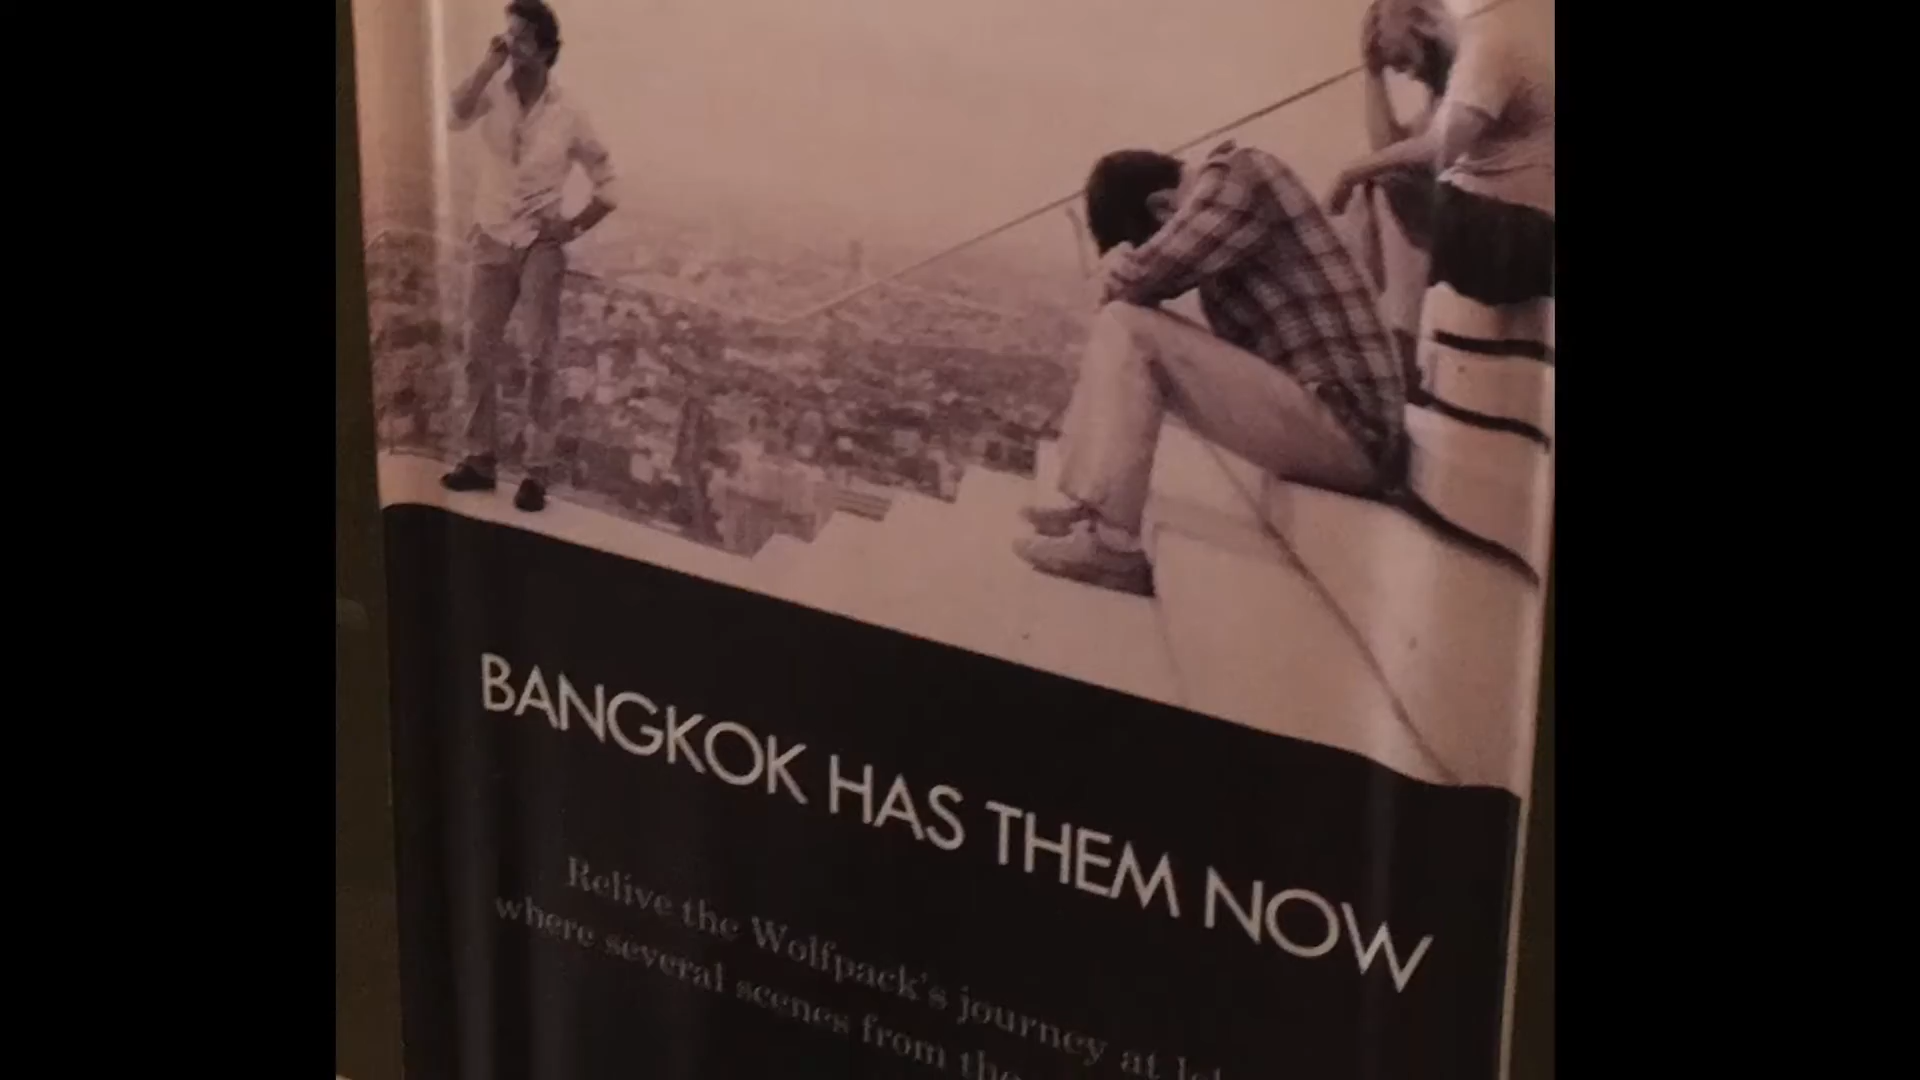 BANGKOK HAS THEM NOW
Relive the Wolfpack's journey at
where several scenes from the